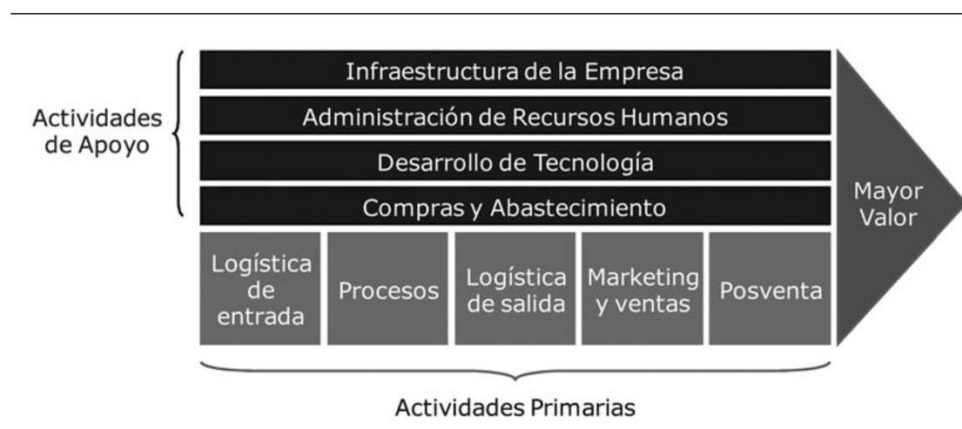 Actividades
de Apoyo
Infraestructura de la Empresa
Administración de Recursos Humanos
Desarrollo de Tecnología
Compras y Abastecimiento
Logística
de
entrada
Procesos
Logística
de salida
Marketing
y ventas
Posventa
Mayor
Valor
Actividades Primarias